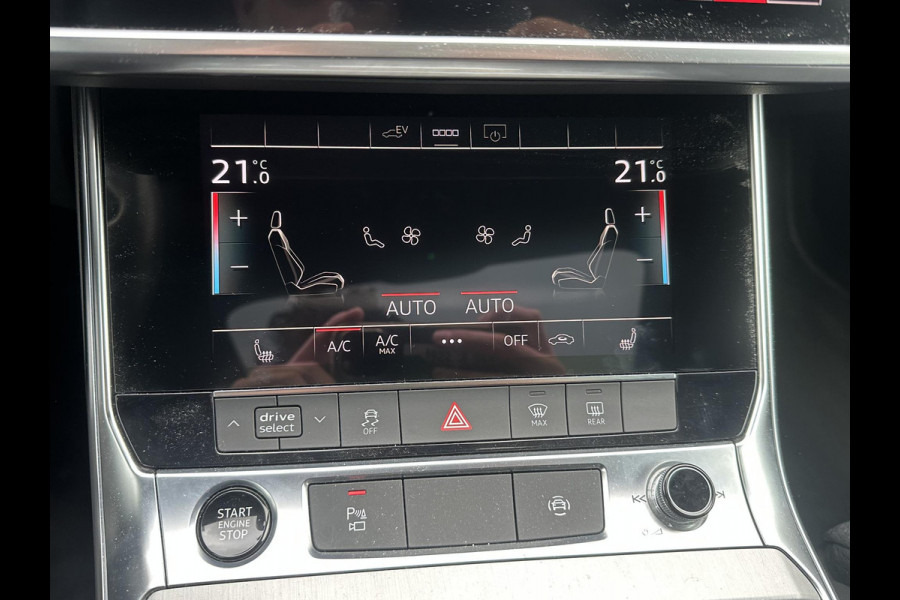 EV
21.0 °C 21.0 °C
+ +
− −
AUTO AUTO
A/C A/C MAX ••• OFF
drive select OFF MAX REAR
START
ENGINE
STOP
P